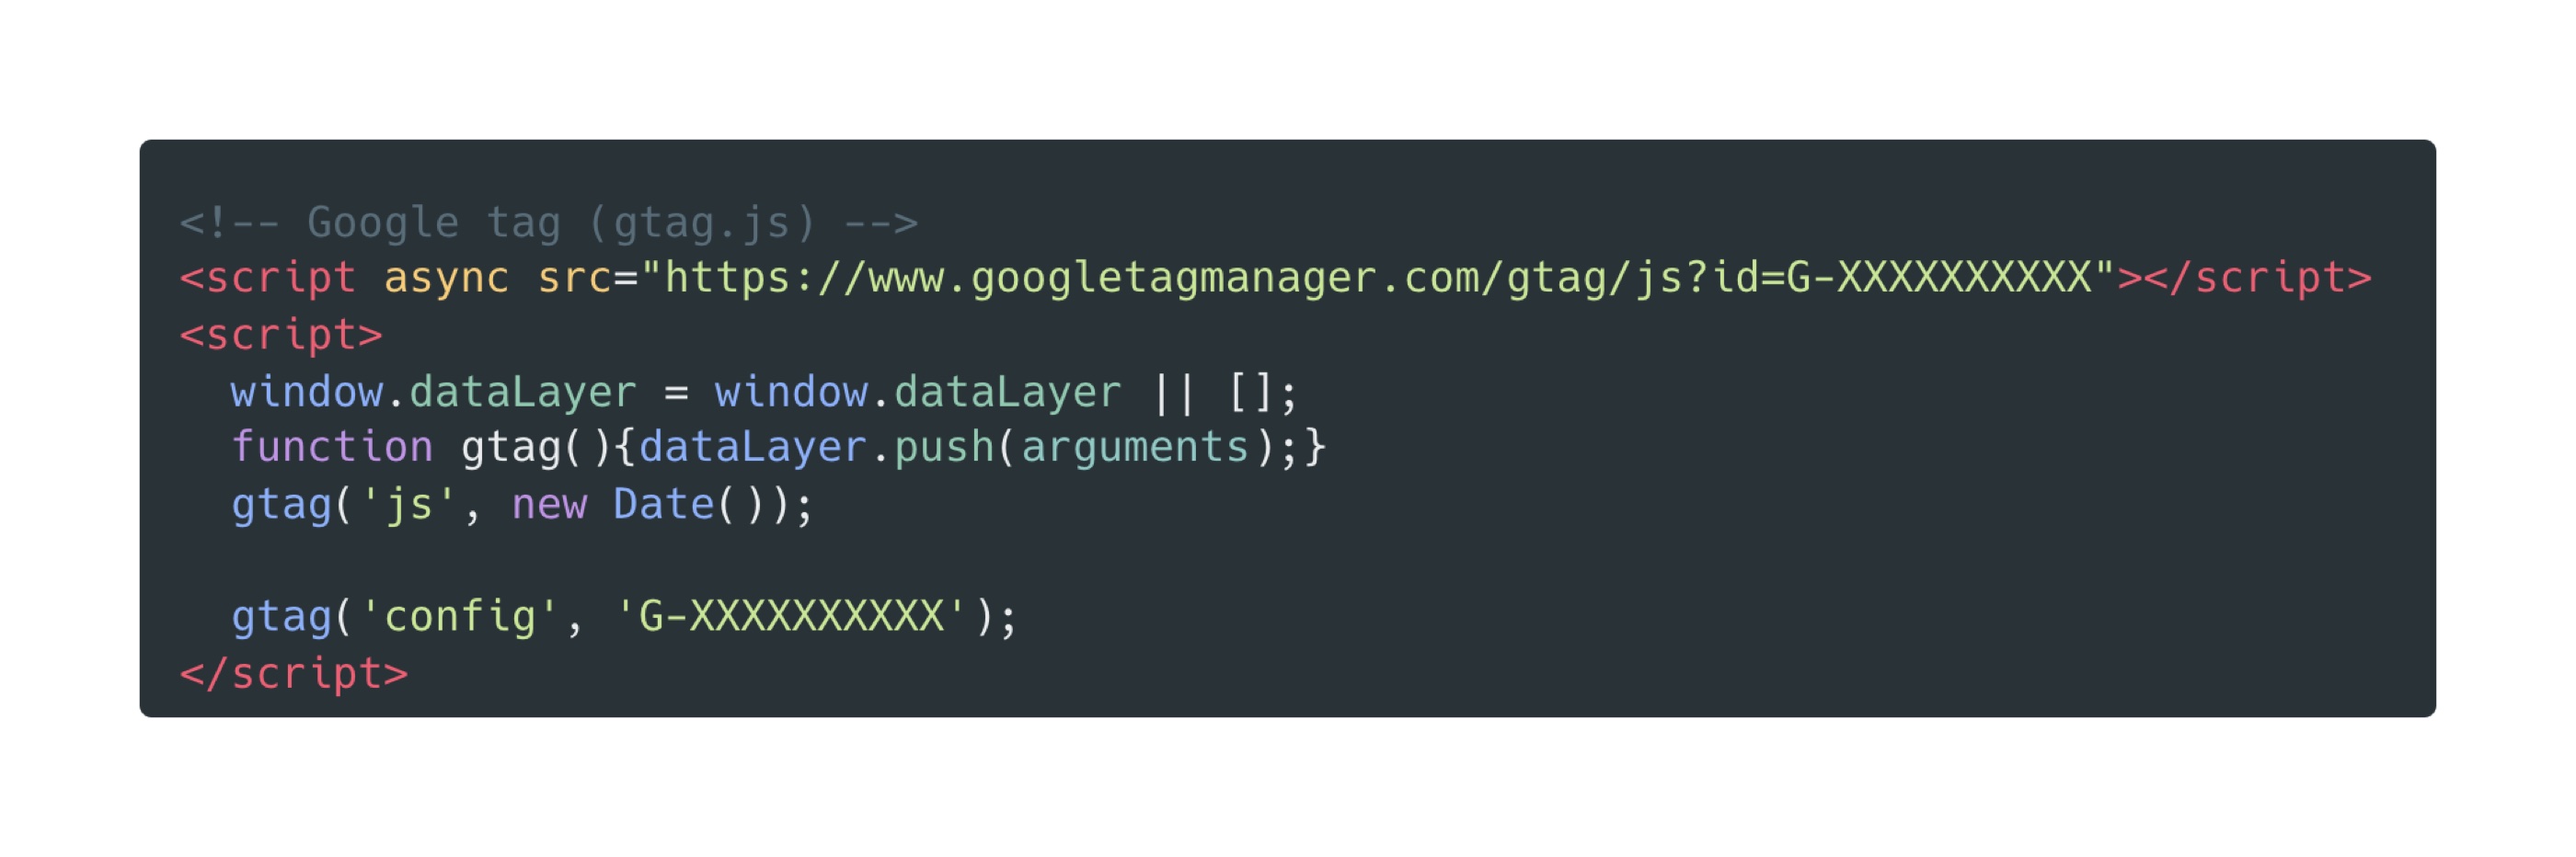 <!-- Google tag (gtag.js) -->
<script async src="https://www.googletagmanager.com/gtag/js?id=G-XXXXXXXXXX"></script>
<script>
  window.dataLayer = window.dataLayer || [];
  function gtag(){dataLayer.push(arguments);}
  gtag('js', new Date());

  gtag('config', 'G-XXXXXXXXXX');
</script>